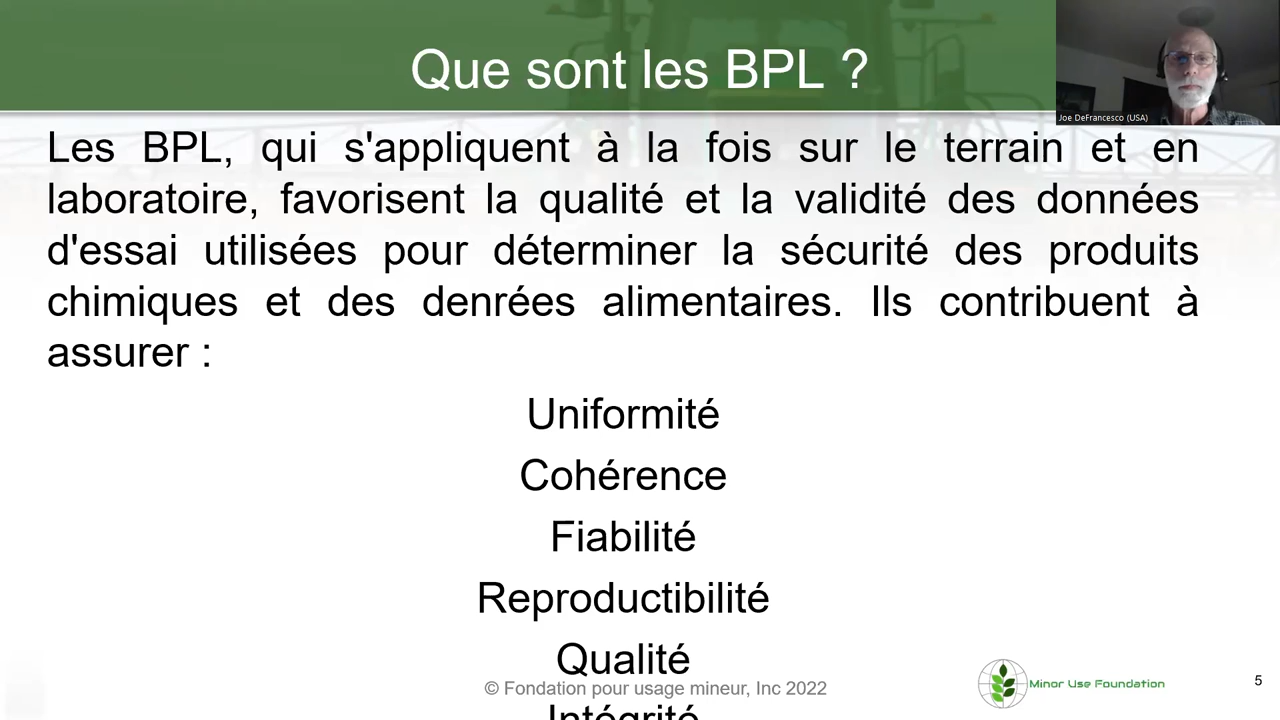 Que sont les BPL ?
Joe DeFrancesco (USA)
Les BPL, qui s'appliquent à la fois sur le terrain et en
laboratoire, favorisent la qualité et la validité des données
d'essai utilisées pour déterminer la sécurité des produits
chimiques et des denrées alimentaires. Ils contribuent à
assurer :
Uniformité
Cohérence
Fiabilité
Reproductibilité
Qualité
© Fondation pour usage mineur, Inc 2022
Minor Use Foundation
5
Intégrité